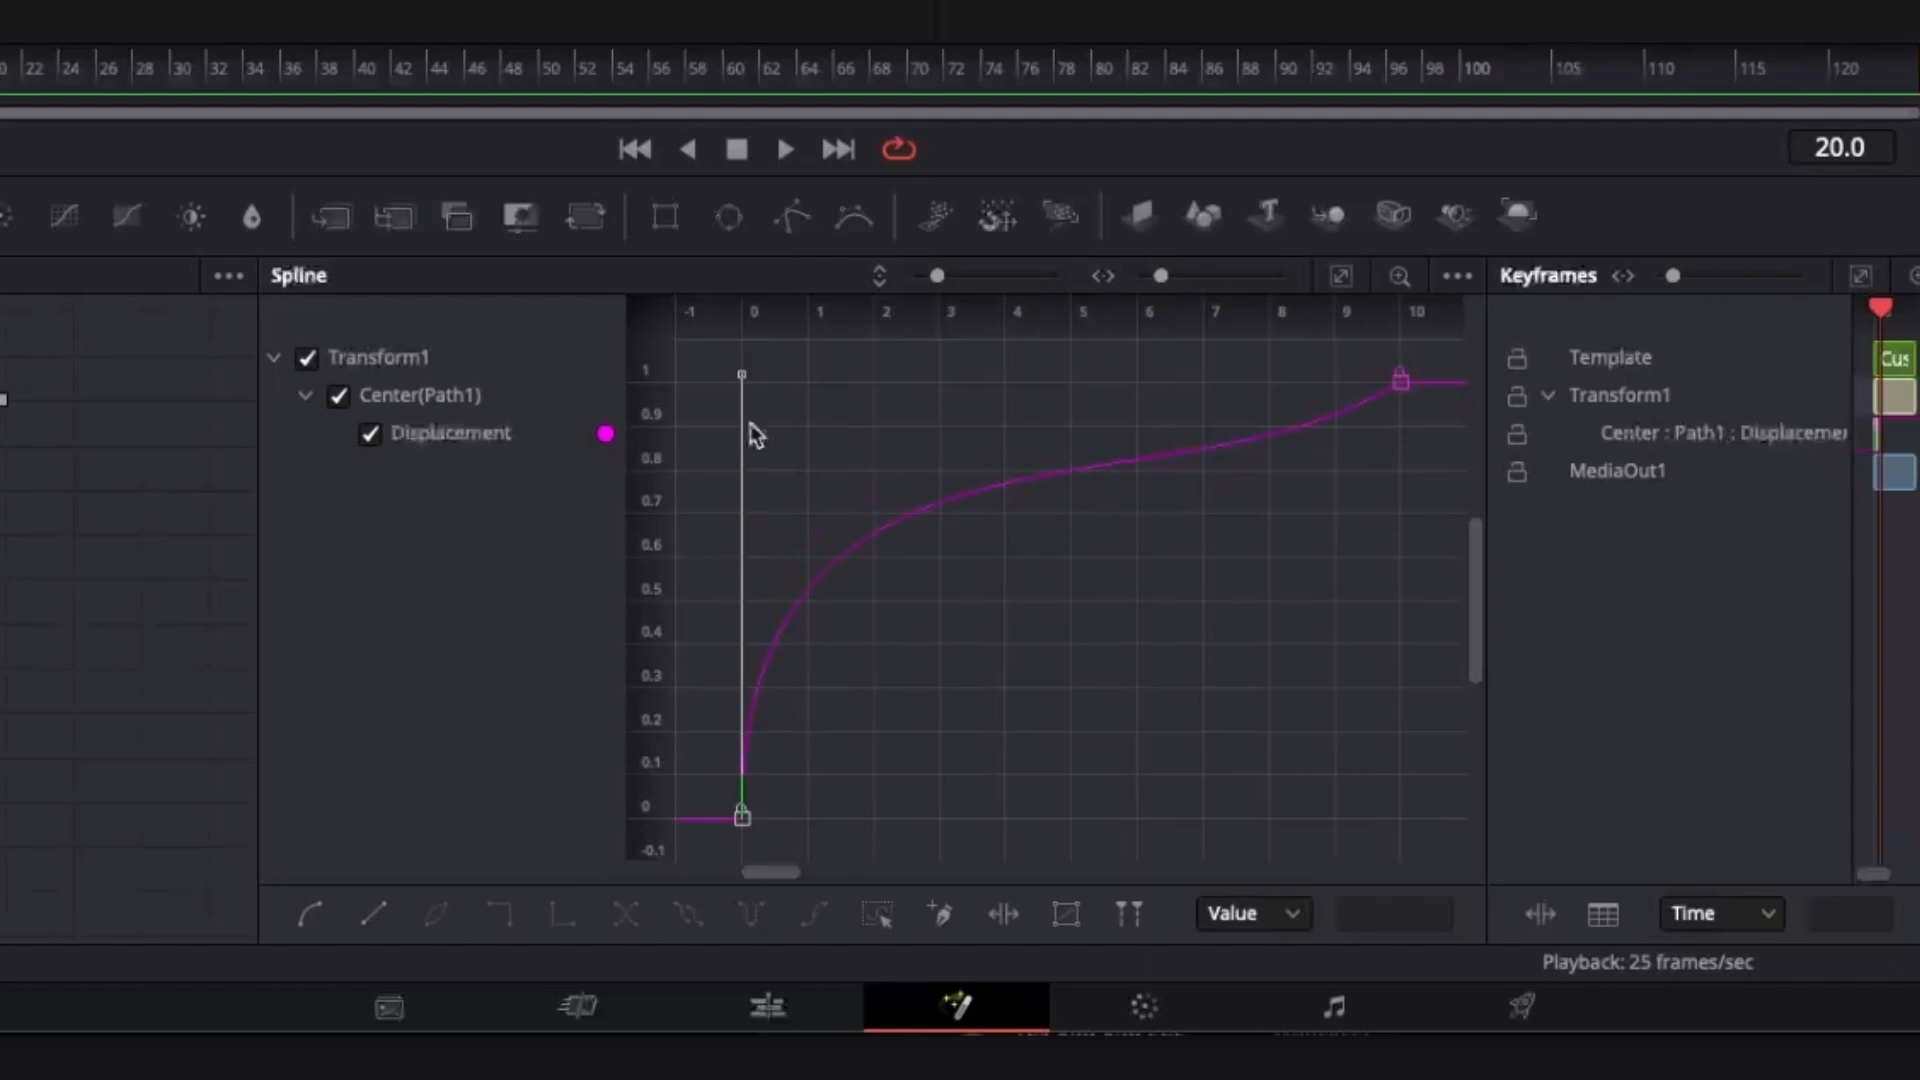 22 24 26 28 30 32 34 36 38 40 42 44 46 48 50 52 54 56 58 60 62 64 66 68 70 72 74 76 78 80 82 84 86 88 90 92 94 96 98 100 105 110 115 120
20.0
Spline
Keyframes
-1 0 1 2 3 4 5 6 7 8 9 10
Transform1
Center(Path1)
Displacement
1
0.9
0.8
0.7
0.6
0.5
0.4
0.3
0.2
0.1
0
-0.1
Template
Cus
Transform1
Center : Path1 : Displacemer
MediaOut1
Value
Time
Playback: 25 frames/sec